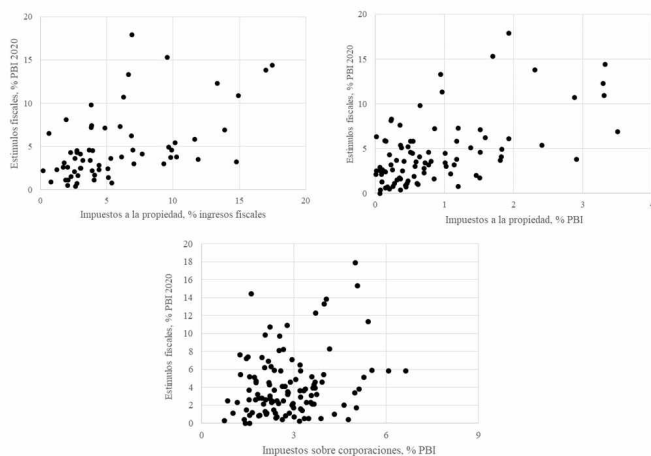 20
15
10
5
0
Estímulos fiscales, % PBI 2020
0 5 10 15 20
Impuestos a la propiedad, % ingresos fiscales
20
15
10
5
0
Estímulos fiscales, % PBI 2020
0 1 2 3 4
Impuestos a la propiedad, % PBI
20
18
16
14
12
10
8
6
4
2
0
Estímulos fiscales, % PBI 2020
0 3 6 9
Impuestos sobre corporaciones, % PBI